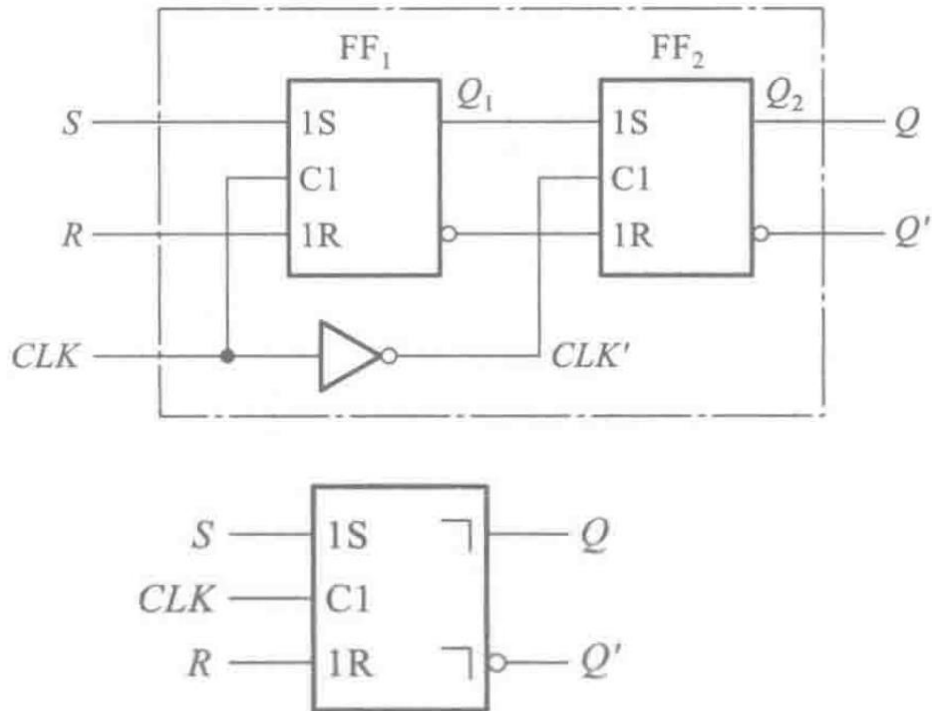 FF₁ FF₂
Q₁ Q₂
S 1S 1S Q
C1 C1
R 1R 1R Q'
CLK CLK'
S 1S Q
CLK C1
R 1R Q'